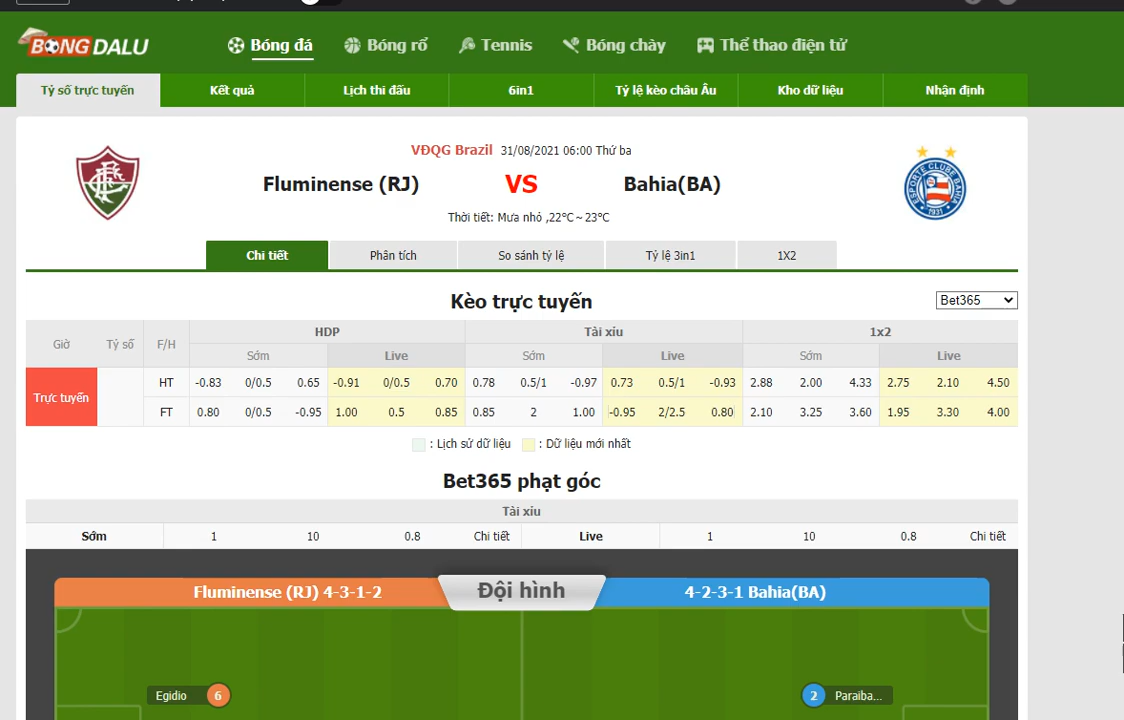 BONGDALU
Bóng đá Bóng rổ Tennis Bóng chày Thể thao điện tử
Tỷ số trực tuyến Kết quả Lịch thi đấu 6in1 Tỷ lệ kèo châu Âu Kho dữ liệu Nhận định
VĐQG Brazil 31/08/2021 06:00 Thứ ba
Fluminense (RJ) VS Bahia(BA)
ESPORTE CLUBE BAHIA
1931
Thời tiết: Mưa nhỏ ,22℃～23℃
Chi tiết Phân tích So sánh tỷ lệ Tỷ lệ 3in1 1X2
Kèo trực tuyến Bet365
Giờ Tỷ số F/H HDP Tài xỉu 1x2
Sớm Live Sớm Live Sớm Live
Trực tuyến
HT -0.83 0/0.5 0.65 -0.91 0/0.5 0.70 0.78 0.5/1 -0.97 0.73 0.5/1 -0.93 2.88 2.00 4.33 2.75 2.10 4.50
FT 0.80 0/0.5 -0.95 1.00 0.5 0.85 0.85 2 1.00 -0.95 2/2.5 0.80 2.10 3.25 3.60 1.95 3.30 4.00
: Lịch sử dữ liệu : Dữ liệu mới nhất
Bet365 phạt góc
Tài xỉu
Sớm 1 10 0.8 Chi tiết Live 1 10 0.8 Chi tiết
Fluminense (RJ) 4-3-1-2 Đội hình 4-2-3-1 Bahia(BA)
Egidio 6 2 Paraiba...